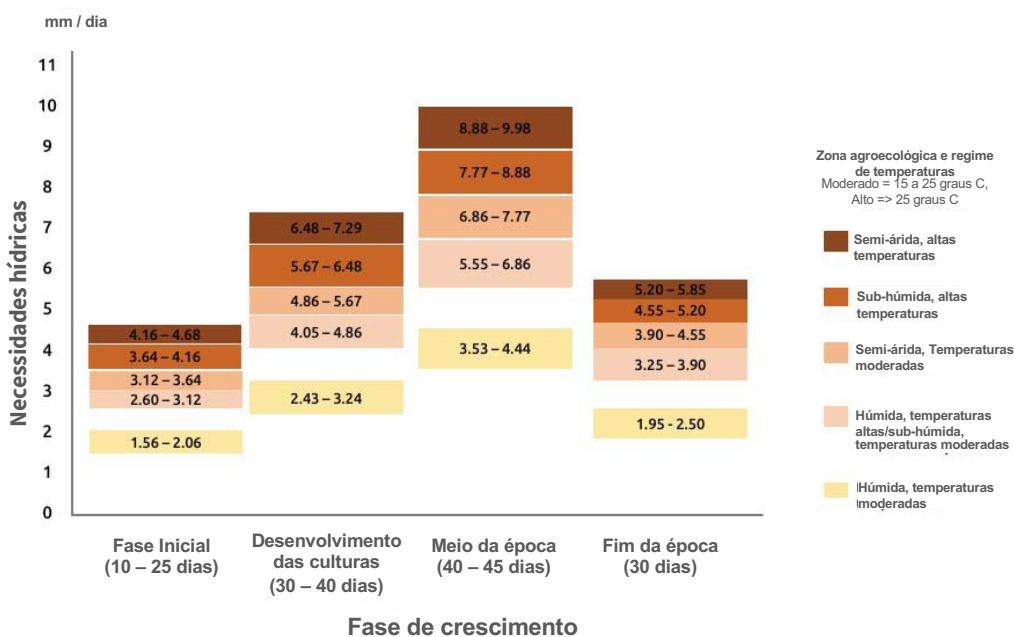 mm / dia
11
10
9
8
7
6
5
4
3
2
1
0
Necessidades hídricas
4.16 – 4.68
3.64 – 4.16
3.12 – 3.64
2.60 – 3.12
1.56 – 2.06
6.48 – 7.29
5.67 – 6.48
4.86 – 5.67
4.05 – 4.86
2.43 – 3.24
8.88 – 9.98
7.77 – 8.88
6.86 – 7.77
5.55 – 6.86
3.53 – 4.44
5.20 – 5.85
4.55 – 5.20
3.90 – 4.55
3.25 – 3.90
1.95 - 2.50
Fase Inicial
(10 – 25 dias)
Desenvolvimento
das culturas
(30 – 40 dias)
Meio da época
(40 – 45 dias)
Fim da época
(30 dias)
Fase de crescimento
Zona agroecológica e regime
de temperaturas
Moderado = 15 a 25 graus C,
Alto => 25 graus C
Semi-árida, altas
temperaturas
Sub-húmida, altas
temperaturas
Semi-árida, Temperaturas
moderadas
Húmida, temperaturas
altas/sub-húmida,
temperaturas moderadas
Húmida, temperaturas
moderadas